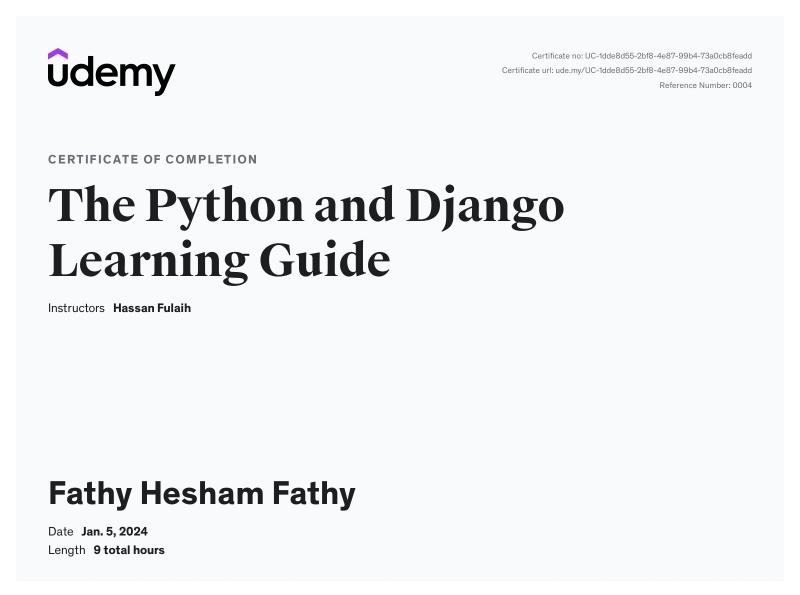 udemy
Certificate no: UC-1dde8d55-2bf8-4e87-99b4-73a0cb8feadd
Certificate url: ude.my/UC-1dde8d55-2bf8-4e87-99b4-73a0cb8feadd
Reference Number: 0004
CERTIFICATE OF COMPLETION
The Python and Django
Learning Guide
Instructors Hassan Fulaih
Fathy Hesham Fathy
Date Jan. 5, 2024
Length 9 total hours